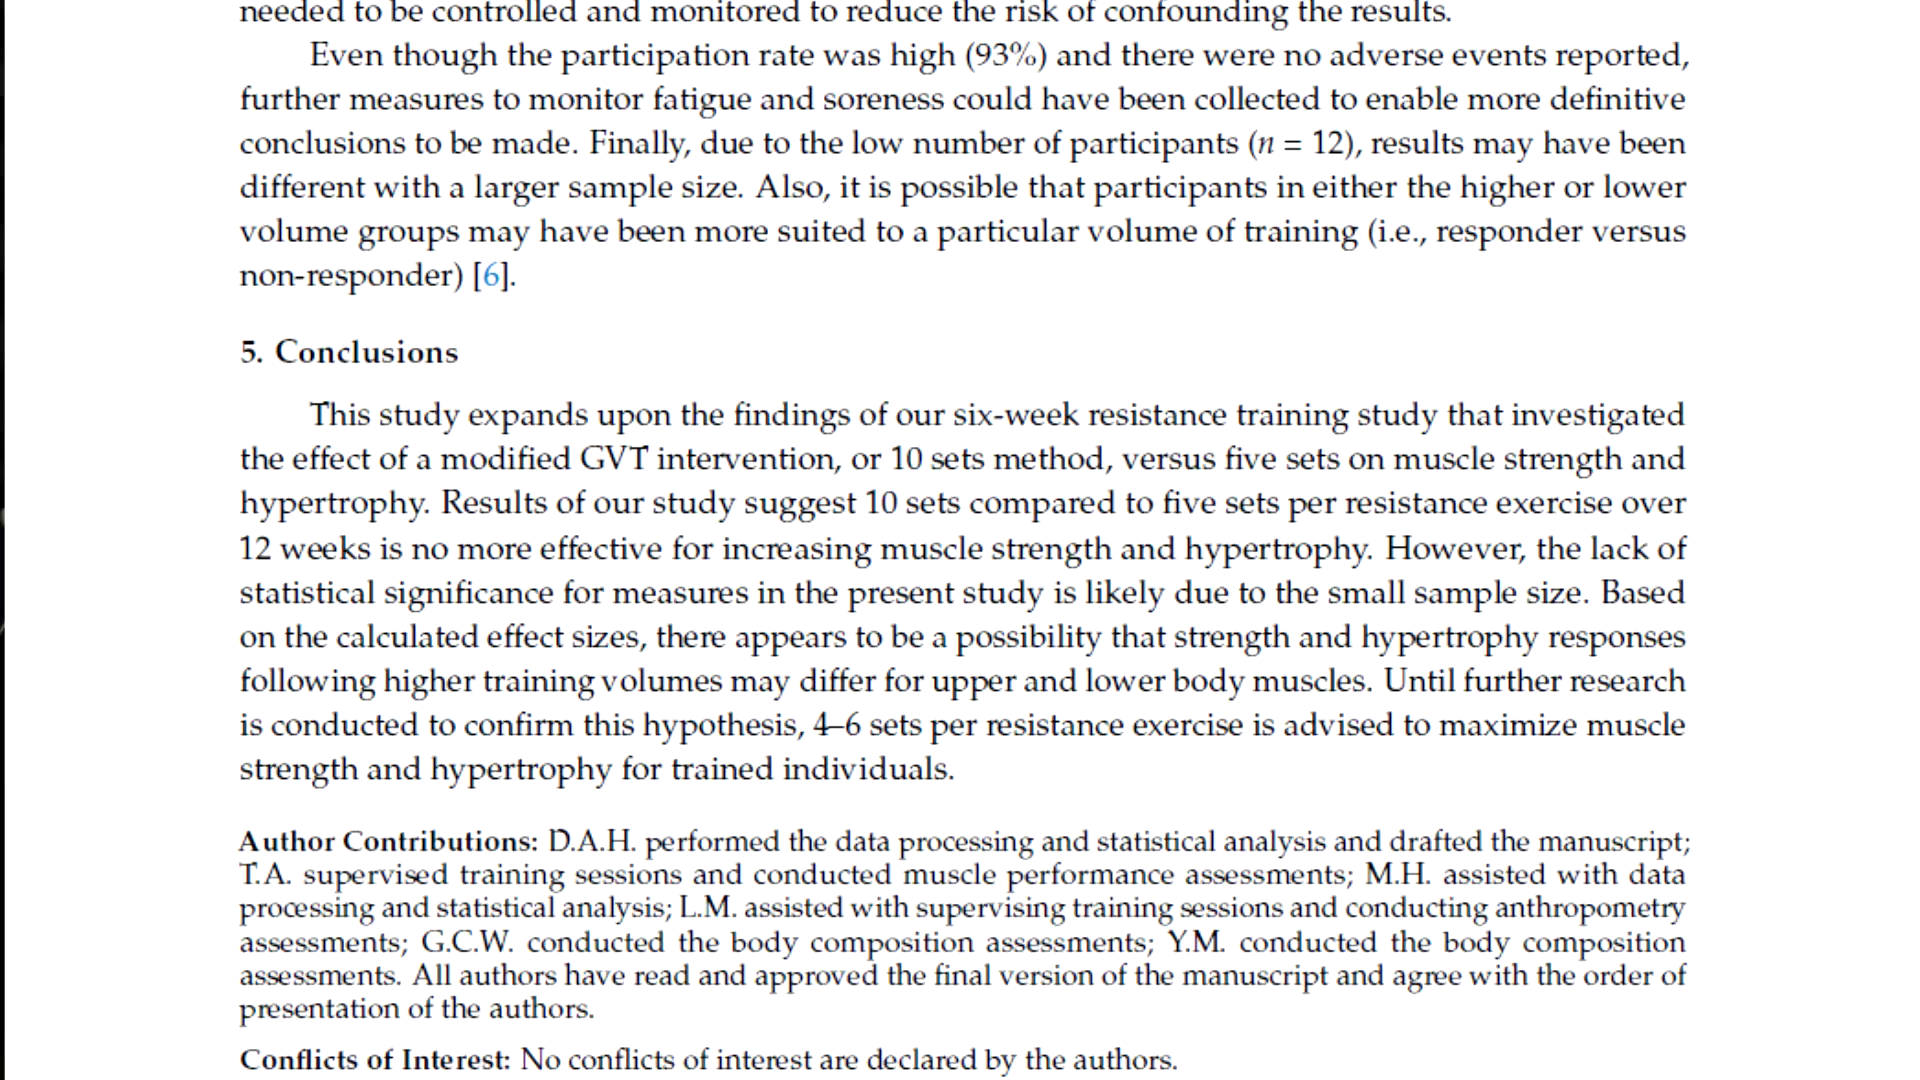 needed to be controlled and monitored to reduce the risk of confounding the results.
Even though the participation rate was high (93%) and there were no adverse events reported,
further measures to monitor fatigue and soreness could have been collected to enable more definitive
conclusions to be made. Finally, due to the low number of participants (n = 12), results may have been
different with a larger sample size. Also, it is possible that participants in either the higher or lower
volume groups may have been more suited to a particular volume of training (i.e., responder versus
non-responder) [6].
5. Conclusions
This study expands upon the findings of our six-week resistance training study that investigated
the effect of a modified GVT intervention, or 10 sets method, versus five sets on muscle strength and
hypertrophy. Results of our study suggest 10 sets compared to five sets per resistance exercise over
12 weeks is no more effective for increasing muscle strength and hypertrophy. However, the lack of
statistical significance for measures in the present study is likely due to the small sample size. Based
on the calculated effect sizes, there appears to be a possibility that strength and hypertrophy responses
following higher training volumes may differ for upper and lower body muscles. Until further research
is conducted to confirm this hypothesis, 4–6 sets per resistance exercise is advised to maximize muscle
strength and hypertrophy for trained individuals.
Author Contributions: D.A.H. performed the data processing and statistical analysis and drafted the manuscript;
T.A. supervised training sessions and conducted muscle performance assessments; M.H. assisted with data
processing and statistical analysis; L.M. assisted with supervising training sessions and conducting anthropometry
assessments; G.C.W. conducted the body composition assessments; Y.M. conducted the body composition
assessments. All authors have read and approved the final version of the manuscript and agree with the order of
presentation of the authors.
Conflicts of Interest: No conflicts of interest are declared by the authors.